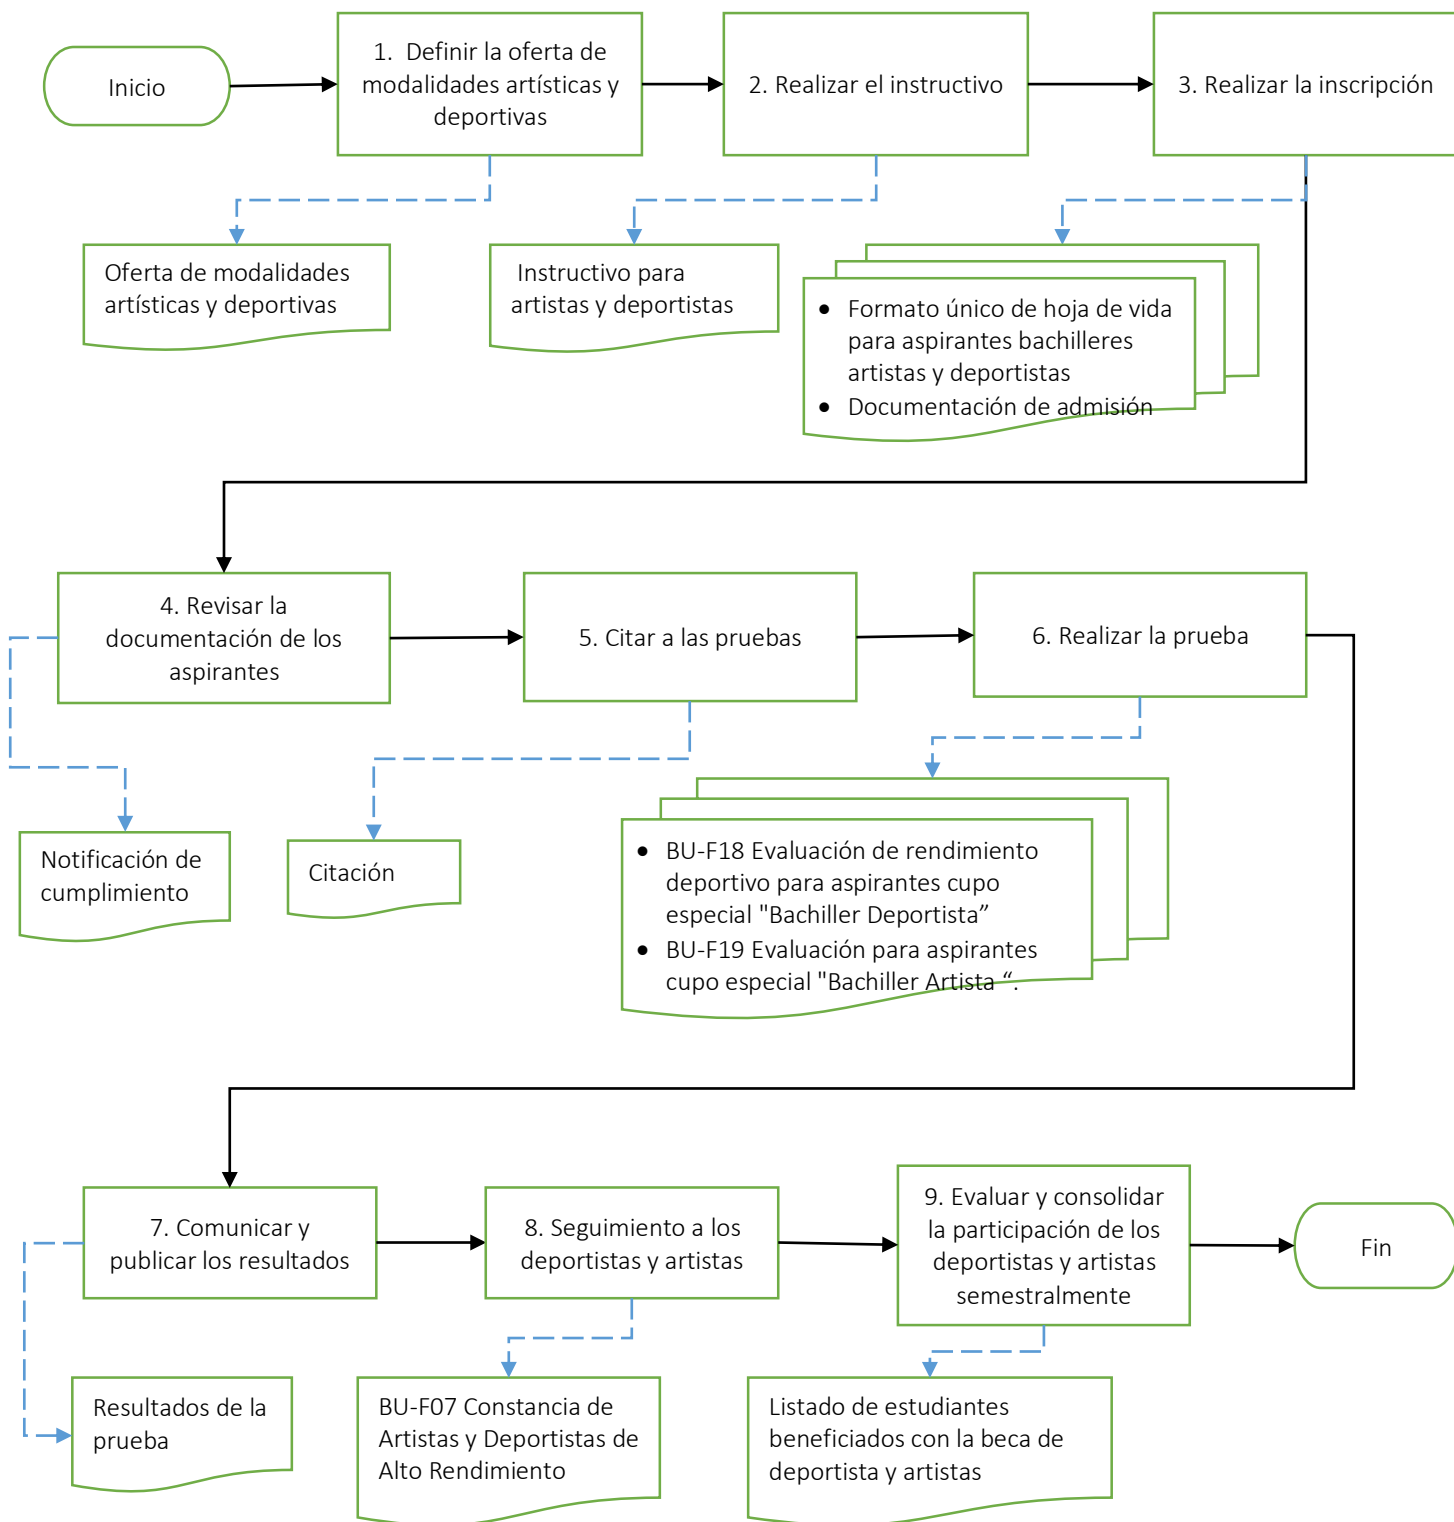 Inicio
1. Definir la oferta de
modalidades artísticas y
deportivas
2. Realizar el instructivo
3. Realizar la inscripción
Oferta de modalidades
artísticas y deportivas
Instructivo para
artistas y deportistas
• Formato único de hoja de vida
para aspirantes bachilleres
artistas y deportistas
• Documentación de admisión
4. Revisar la
documentación de los
aspirantes
5. Citar a las pruebas
6. Realizar la prueba
Notificación de
cumplimiento
Citación
• BU-F18 Evaluación de rendimiento
deportivo para aspirantes cupo
especial "Bachiller Deportista”
• BU-F19 Evaluación para aspirantes
cupo especial "Bachiller Artista “.
7. Comunicar y
publicar los resultados
8. Seguimiento a los
deportistas y artistas
9. Evaluar y consolidar
la participación de los
deportistas y artistas
semestralmente
Fin
Resultados de la
prueba
BU-F07 Constancia de
Artistas y Deportistas de
Alto Rendimiento
Listado de estudiantes
beneficiados con la beca de
deportista y artistas